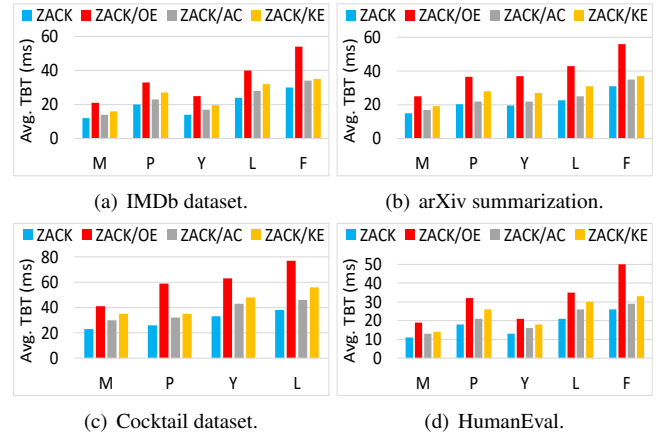 ZACK ZACK/OE ZACK/AC ZACK/KE
Avg. TBT (ms)
60
40
20
0
M P Y L F
(a) IMDb dataset.
ZACK ZACK/OE ZACK/AC ZACK/KE
Avg. TBT (ms)
60
40
20
0
M P Y L F
(b) arXiv summarization.
ZACK ZACK/OE ZACK/AC ZACK/KE
Avg. TBT (ms)
80
60
40
20
0
M P Y L
(c) Cocktail dataset.
ZACK ZACK/OE ZACK/AC ZACK/KE
Avg. TBT (ms)
50
40
30
20
10
0
M P Y L F
(d) HumanEval.